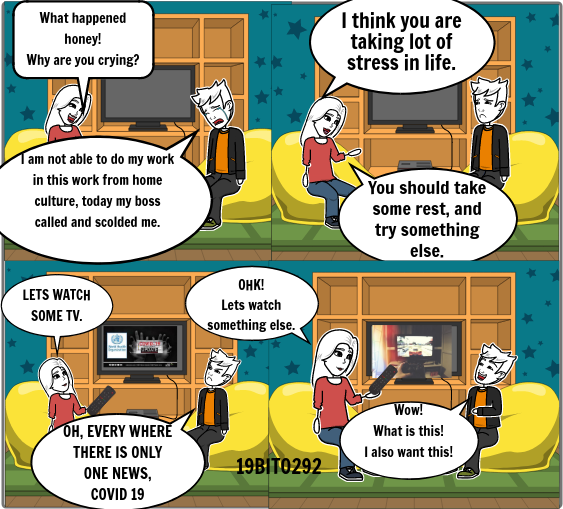 What happened
honey!
Why are you crying?
I am not able to do my work
in this work from home
culture, today my boss
called and scolded me.
I think you are
taking lot of
stress in life.
You should take
some rest, and
try something
else.
LETS WATCH
SOME TV.
OH, EVERY WHERE
THERE IS ONLY
ONE NEWS,
COVID 19
OHK!
Lets watch
something else.
Wow!
What is this!
I also want this!
19BIT0292